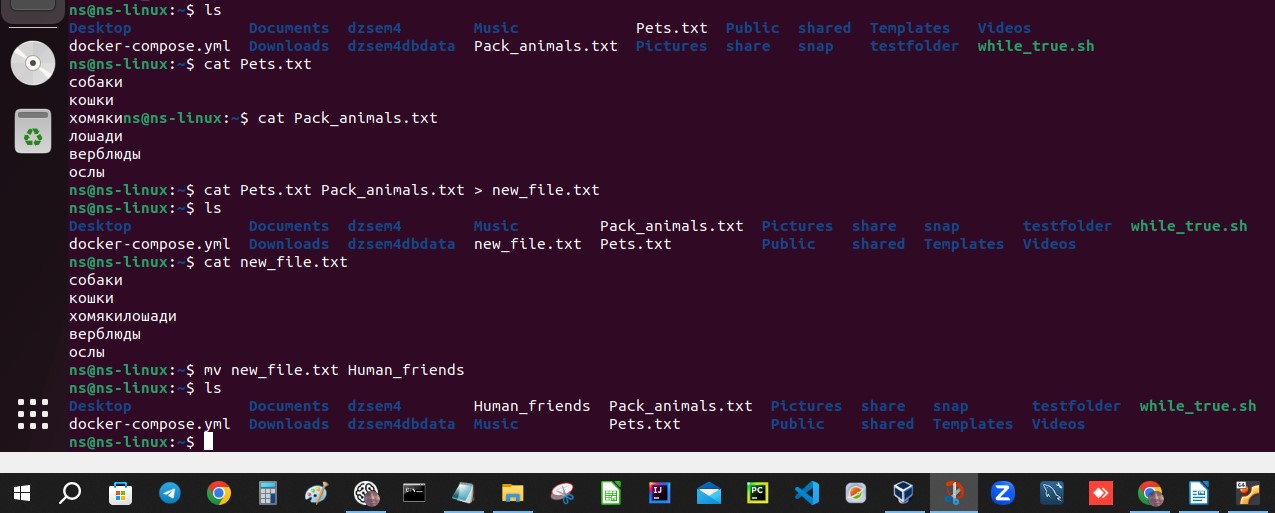 ns@ns-linux:~$ ls
Desktop Documents dzsem4 Music Pets.txt Public shared Templates Videos
docker-compose.yml Downloads dzsem4dbdata Pack_animals.txt Pictures share snap testfolder while_true.sh
ns@ns-linux:~$ cat Pets.txt
собаки
кошки
хомякиns@ns-linux:~$ cat Pack_animals.txt
лошади
верблюды
ослы
ns@ns-linux:~$ cat Pets.txt Pack_animals.txt > new_file.txt
ns@ns-linux:~$ ls
Desktop Documents dzsem4 Music Pack_animals.txt Pictures share snap testfolder while_true.sh
docker-compose.yml Downloads dzsem4dbdata new_file.txt Pets.txt Public shared Templates Videos
ns@ns-linux:~$ cat new_file.txt
собаки
кошки
хомякилошади
верблюды
ослы
ns@ns-linux:~$ mv new_file.txt Human_friends
ns@ns-linux:~$ ls
Desktop Documents dzsem4 Human_friends Pack_animals.txt Pictures share snap testfolder while_true.sh
docker-compose.yml Downloads dzsem4dbdata Music Pets.txt Public shared Templates Videos
ns@ns-linux:~$
IJ
PC
Z
64